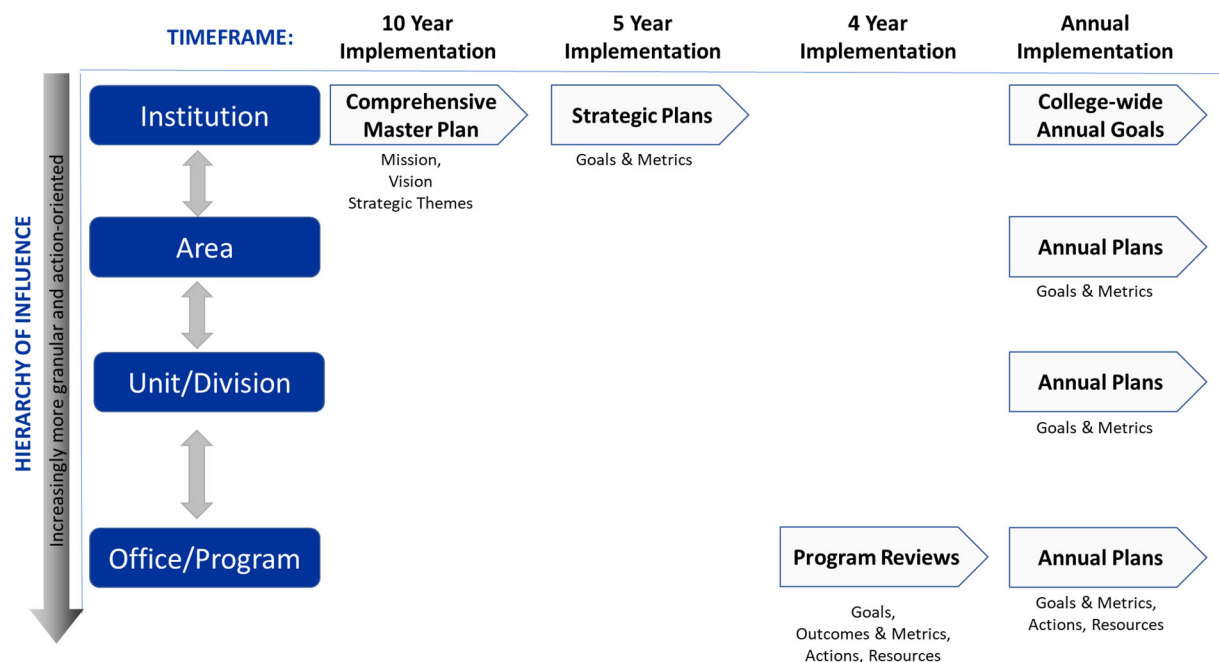 TIMEFRAME:
10 Year
Implementation
5 Year
Implementation
4 Year
Implementation
Annual
Implementation
HIERARCHY OF INFLUENCE
Increasingly more granular and action-oriented
Institution
Comprehensive
Master Plan
Mission,
Vision
Strategic Themes
Strategic Plans
Goals & Metrics
College-wide
Annual Goals
Area
Annual Plans
Goals & Metrics
Unit/Division
Annual Plans
Goals & Metrics
Office/Program
Program Reviews
Goals,
Outcomes & Metrics,
Actions, Resources
Annual Plans
Goals & Metrics,
Actions, Resources